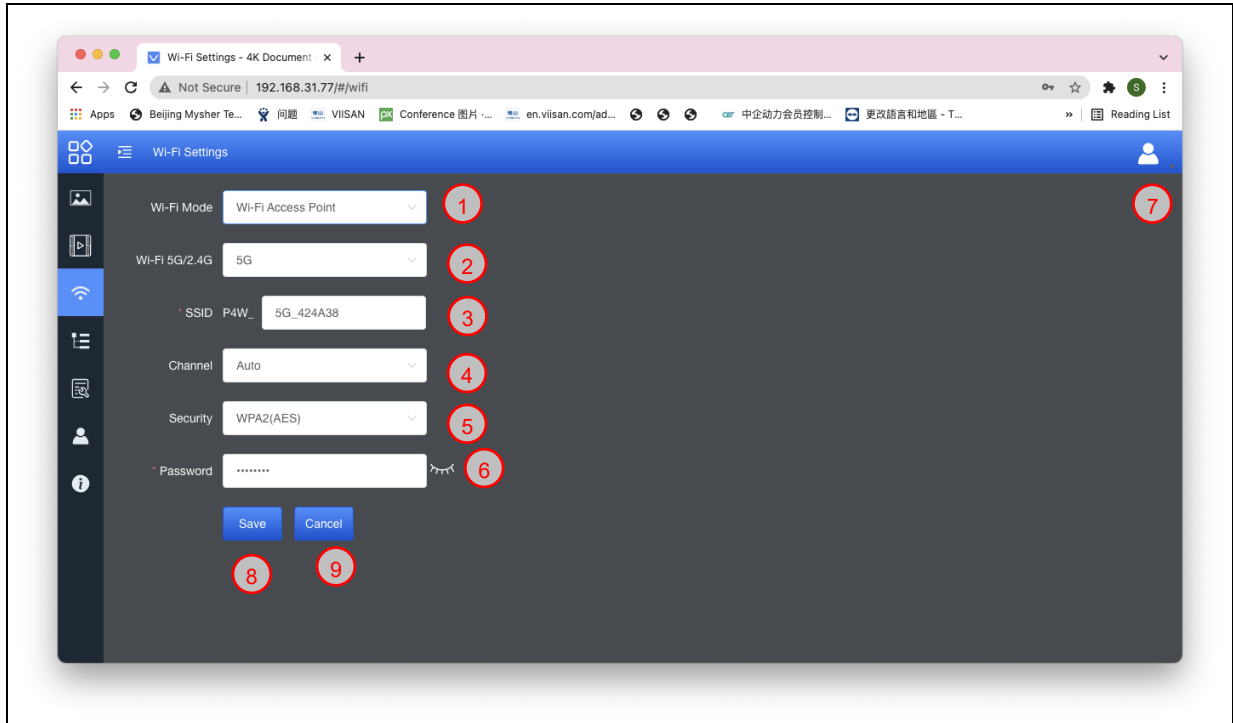 Wi-Fi Settings - 4K Document
Not Secure | 192.168.31.77/#/wifi
S
Apps Beijing Mysher Te... 问题 VIISAN Conference 图片 ·... en.viisan.com/ad... 中企动力会员控制... 更改語言和地區 - T... » Reading List
Wi-Fi Settings
Wi-Fi Mode Wi-Fi Access Point 1 7
Wi-Fi 5G/2.4G 5G 2
* SSID P4W_ 5G_424A38 3
Channel Auto 4
Security WPA2(AES) 5
* Password •••••••• 6
Save Cancel
8 9